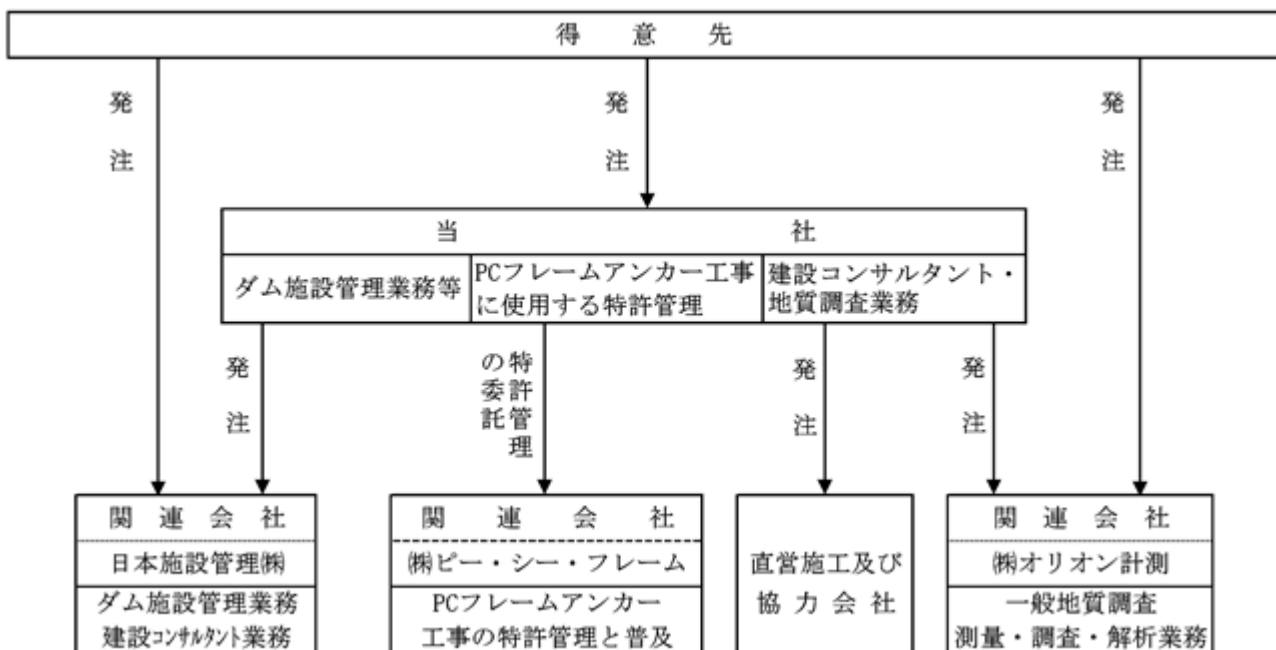 得意先
発注
発注
発注
当社
ダム施設管理業務等
PCフレームアンカー工事
に使用する特許管理
建設コンサルタント・
地質調査業務
発注
特許管理
の委託
発注
発注
関連会社
日本施設管理㈱
ダム施設管理業務
建設コンサルタント業務
関連会社
㈱ピー・シー・フレーム
PCフレームアンカー
工事の特許管理と普及
直営施工及び
協力会社
関連会社
㈱オリオン計測
一般地質調査
測量・調査・解析業務